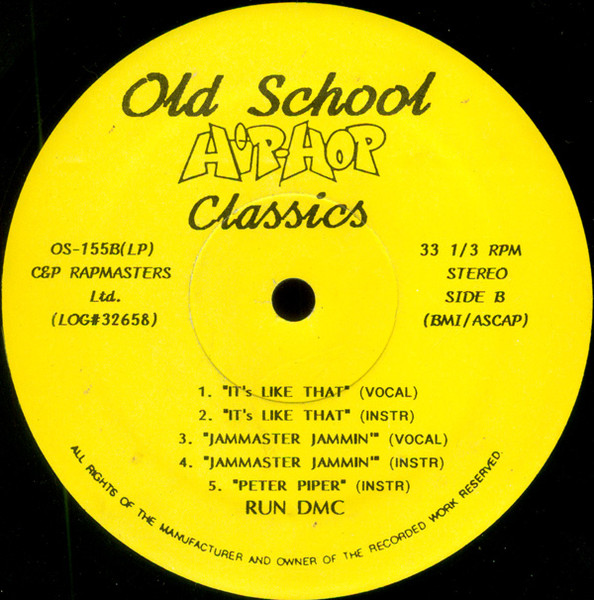 Old School
HIP-HOP
Classics
OS-155B(LP)
C&P RAPMASTERS
Ltd.
(LOG#32658)
33 1/3 RPM
STEREO
SIDE B
(BMI/ASCAP)
1. "IT's LIKE THAT" (VOCAL)
2. "IT's LIKE THAT" (INSTR)
3. "JAMMASTER JAMMIN'" (VOCAL)
4. "JAMMASTER JAMMIN'" (INSTR)
5. "PETER PIPER" (INSTR)
RUN DMC
ALL RIGHTS OF THE MANUFACTURER AND OWNER OF THE RECORDED WORK RESERVED.